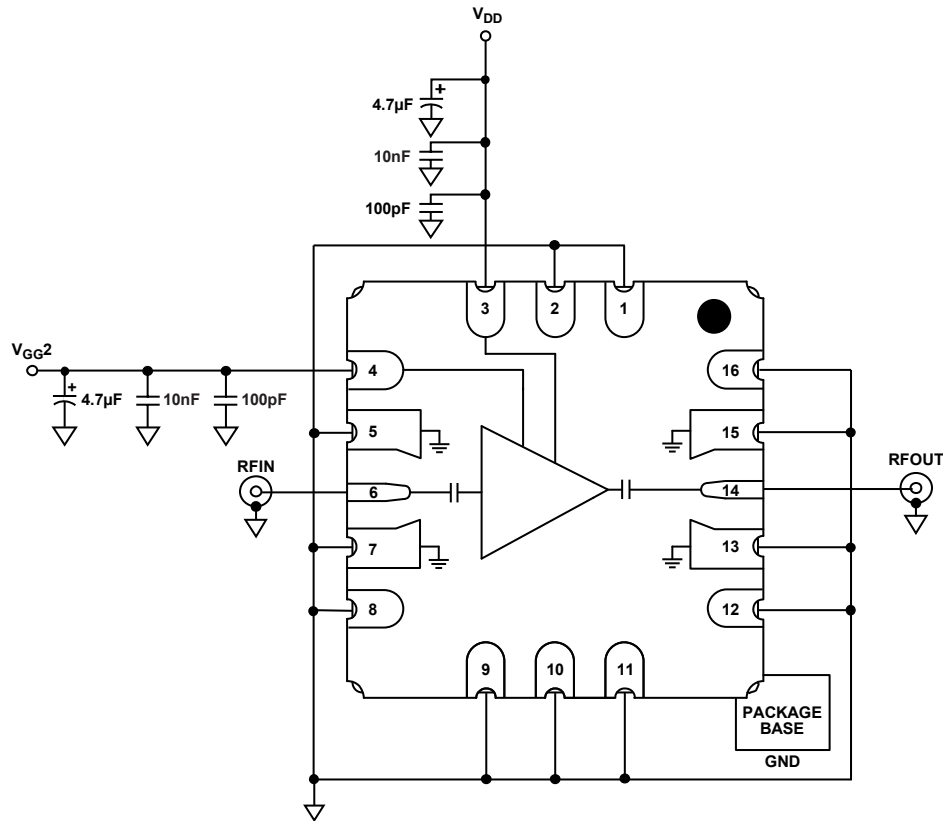 VDD
+
4.7µF
10nF
100pF
3
2
1
VGG2
+
4.7µF
10nF
100pF
4
16
5
15
RFIN
RFOUT
6
14
7
13
8
12
9
10
11
PACKAGE
BASE
GND